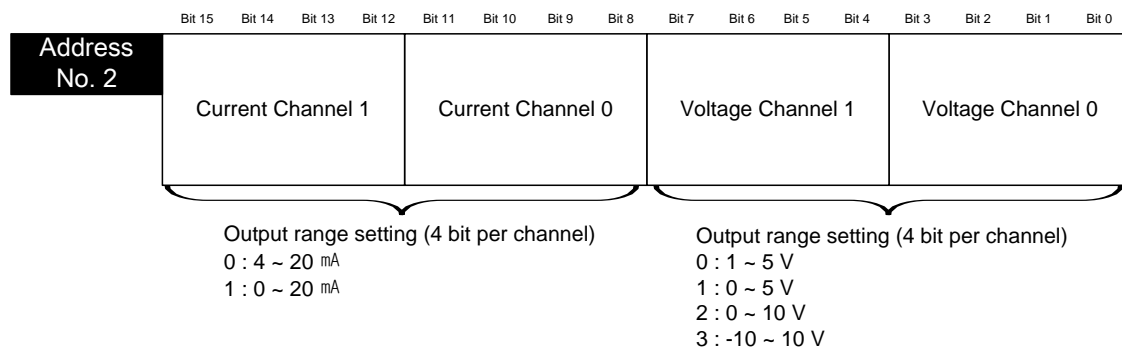 Bit 15 Bit 14 Bit 13 Bit 12 Bit 11 Bit 10 Bit 9 Bit 8 Bit 7 Bit 6 Bit 5 Bit 4 Bit 3 Bit 2 Bit 1 Bit 0
Address
No. 2
Current Channel 1 Current Channel 0 Voltage Channel 1 Voltage Channel 0
Output range setting (4 bit per channel)
0 : 4 ~ 20 ㎃
1 : 0 ~ 20 ㎃
Output range setting (4 bit per channel)
0 : 1 ~ 5 V
1 : 0 ~ 5 V
2 : 0 ~ 10 V
3 : -10 ~ 10 V